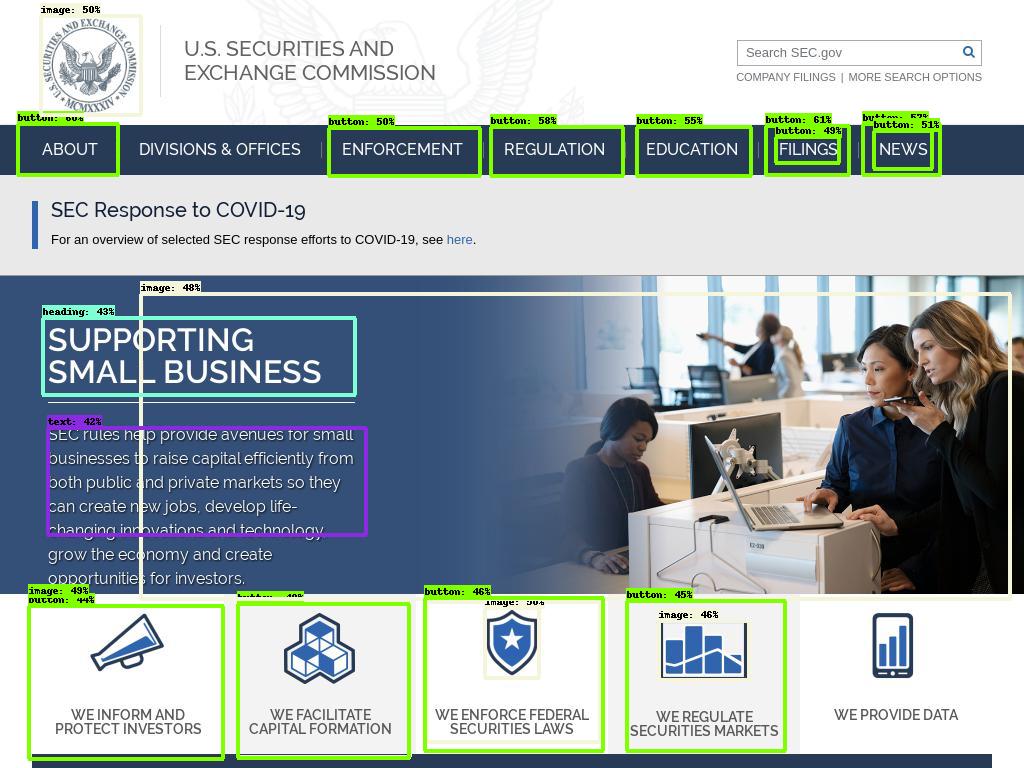 image: 50%
U.S. SECURITIES AND EXCHANGE COMMISSION
MCMXXXIV
U.S. SECURITIES AND
EXCHANGE COMMISSION
Search SEC.gov
COMPANY FILINGS | MORE SEARCH OPTIONS
button: 60%
button: 50%
button: 58%
button: 55%
button: 61%
button: 49%
button: 52%
button: 51%
ABOUT
DIVISIONS & OFFICES
ENFORCEMENT
REGULATION
EDUCATION
FILINGS
NEWS
SEC Response to COVID-19
For an overview of selected SEC response efforts to COVID-19, see here.
image: 48%
heading: 43%
SUPPORTING
SMALL BUSINESS
text: 42%
SEC rules help provide avenues for small
businesses to raise capital efficiently from
both public and private markets so they
can create new jobs, develop life-
changing innovations and technology,
grow the economy and create
opportunities for investors.
image: 49%
button: 44%
button: 46%
button: 45%
image: 50%
image: 46%
WE INFORM AND
PROTECT INVESTORS
WE FACILITATE
CAPITAL FORMATION
WE ENFORCE FEDERAL
SECURITIES LAWS
WE REGULATE
SECURITIES MARKETS
WE PROVIDE DATA